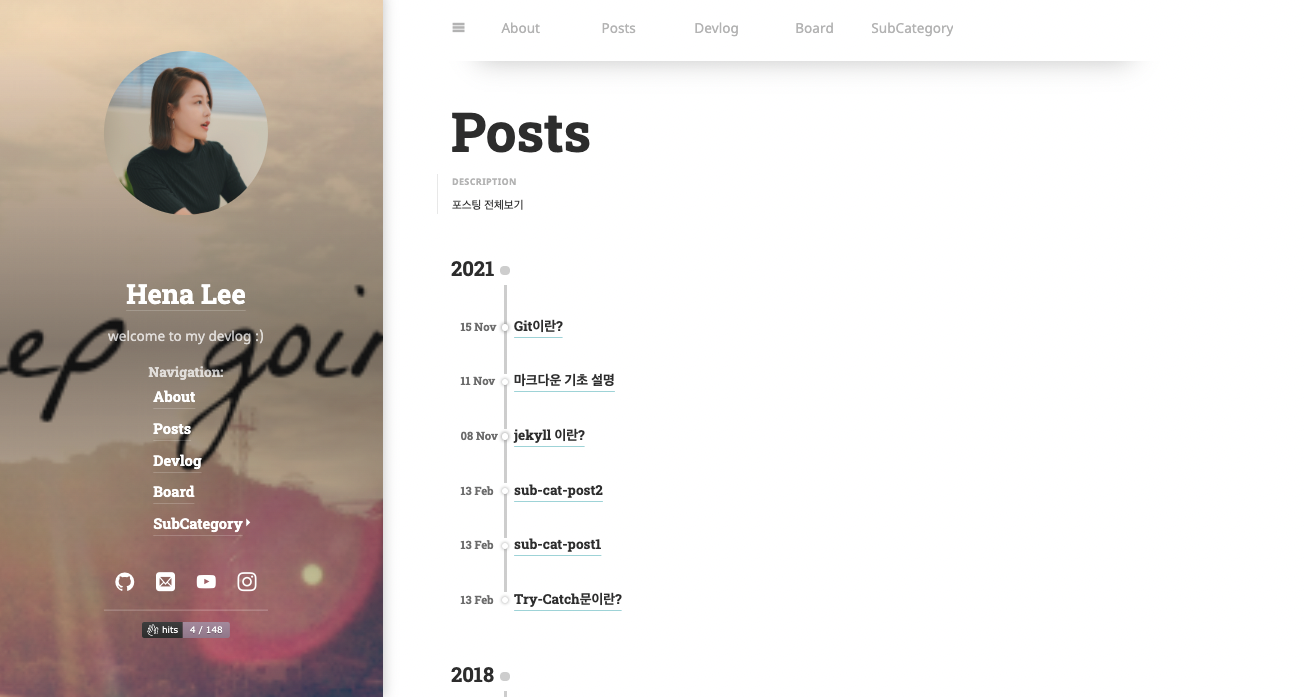 About Posts Devlog Board SubCategory
Hena Lee
welcome to my devlog :)
ep goin
Navigation:
About
Posts
Devlog
Board
SubCategory
hits 4 / 148
Posts
DESCRIPTION
포스팅 전체보기
2021
15 Nov Git이란?
11 Nov 마크다운 기초 설명
08 Nov jekyll 이란?
13 Feb sub-cat-post2
13 Feb sub-cat-post1
13 Feb Try-Catch문이란?
2018